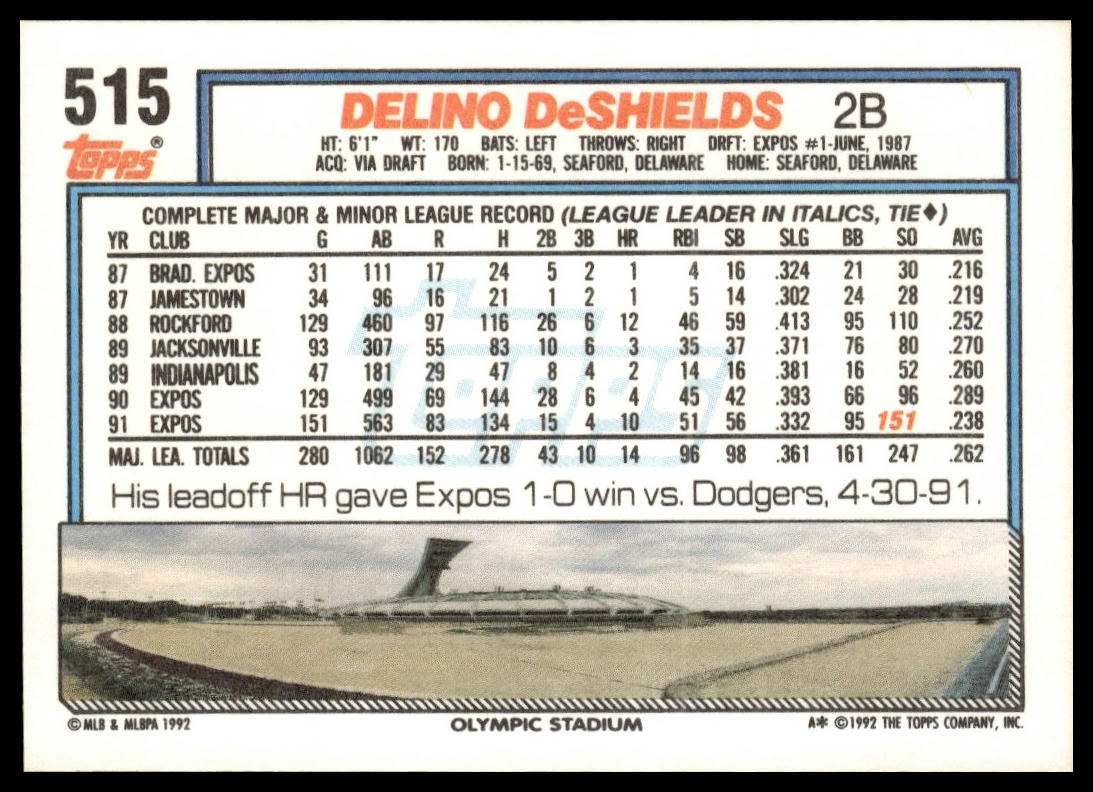 515
topps®
DELINO DeSHIELDS 2B
HT: 6'1" WT: 170 BATS: LEFT THROWS: RIGHT DRFT: EXPOS #1-JUNE, 1987
ACQ: VIA DRAFT BORN: 1-15-69, SEAFORD, DELAWARE HOME: SEAFORD, DELAWARE
COMPLETE MAJOR & MINOR LEAGUE RECORD (LEAGUE LEADER IN ITALICS, TIE♦)
YR CLUB G AB R H 2B 3B HR RBI SB SLG BB SO AVG
87 BRAD. EXPOS 31 111 17 24 5 2 1 4 16 .324 21 30 .216
87 JAMESTOWN 34 96 16 21 1 2 1 5 14 .302 24 28 .219
88 ROCKFORD 129 460 97 116 26 6 12 46 59 .413 95 110 .252
89 JACKSONVILLE 93 307 55 83 10 6 3 35 37 .371 76 80 .270
89 INDIANAPOLIS 47 181 29 47 8 4 2 14 16 .381 16 52 .260
90 EXPOS 129 499 69 144 28 6 4 45 42 .393 66 96 .289
91 EXPOS 151 563 83 134 15 4 10 51 56 .332 95 151 .238
MAJ. LEA. TOTALS 280 1062 152 278 43 10 14 96 98 .361 161 247 .262
topps
His leadoff HR gave Expos 1-0 win vs. Dodgers, 4-30-91.
© MLB & MLBPA 1992 OLYMPIC STADIUM A* © 1992 THE TOPPS COMPANY, INC.